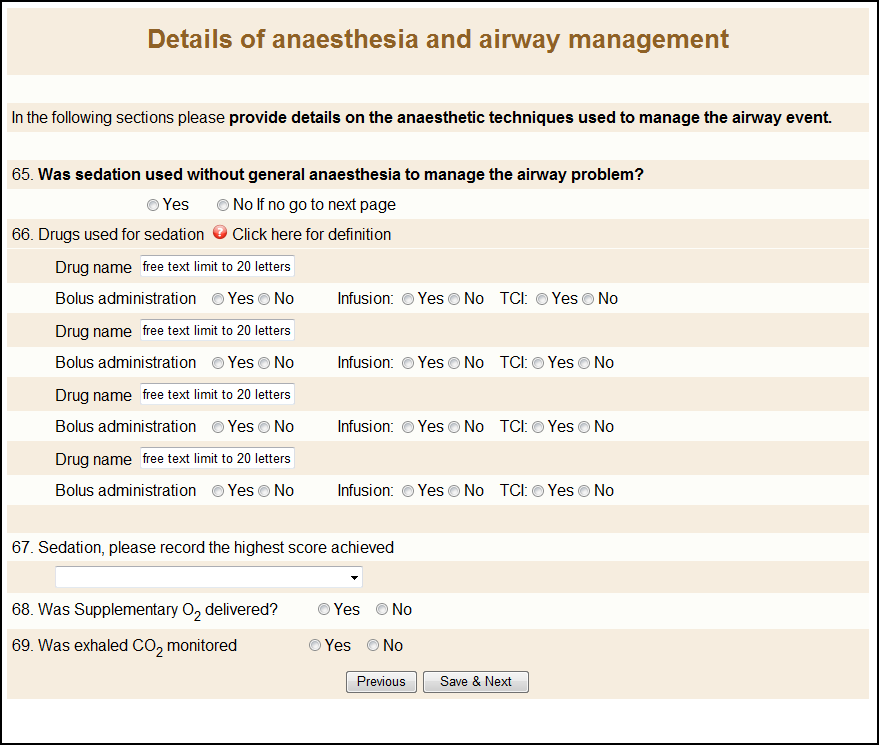 Details of anaesthesia and airway management
In the following sections please provide details on the anaesthetic techniques used to manage the airway event.
65. Was sedation used without general anaesthesia to manage the airway problem?
Yes No If no go to next page
66. Drugs used for sedation ? Click here for definition
Drug name free text limit to 20 letters
Bolus administration Yes No Infusion: Yes No TCI: Yes No
Drug name free text limit to 20 letters
Bolus administration Yes No Infusion: Yes No TCI: Yes No
Drug name free text limit to 20 letters
Bolus administration Yes No Infusion: Yes No TCI: Yes No
Drug name free text limit to 20 letters
Bolus administration Yes No Infusion: Yes No TCI: Yes No
67. Sedation, please record the highest score achieved
68. Was Supplementary O2 delivered? Yes No
69. Was exhaled CO2 monitored Yes No
Previous Save & Next